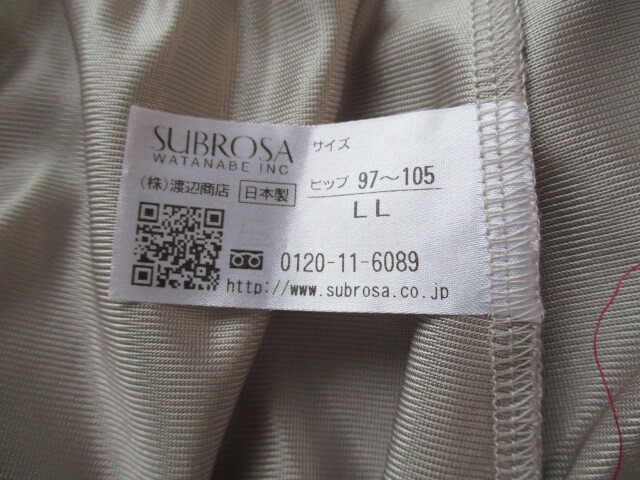 SUBROSA
WATANABE INC
(株)渡辺商店 日本製
サイズ
ヒップ 97~105
LL
0120-11-6089
http://www.subrosa.co.jp